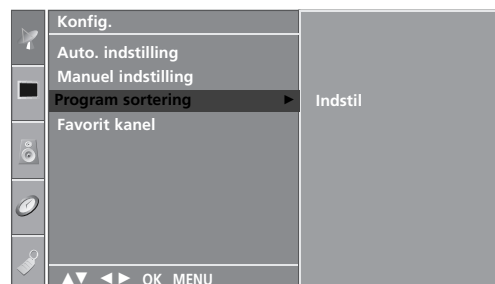 Konfig.
Auto. indstilling
Manuel indstilling
Program sortering ► Indstil
Favorit kanel
▲▼ ◄► OK MENU